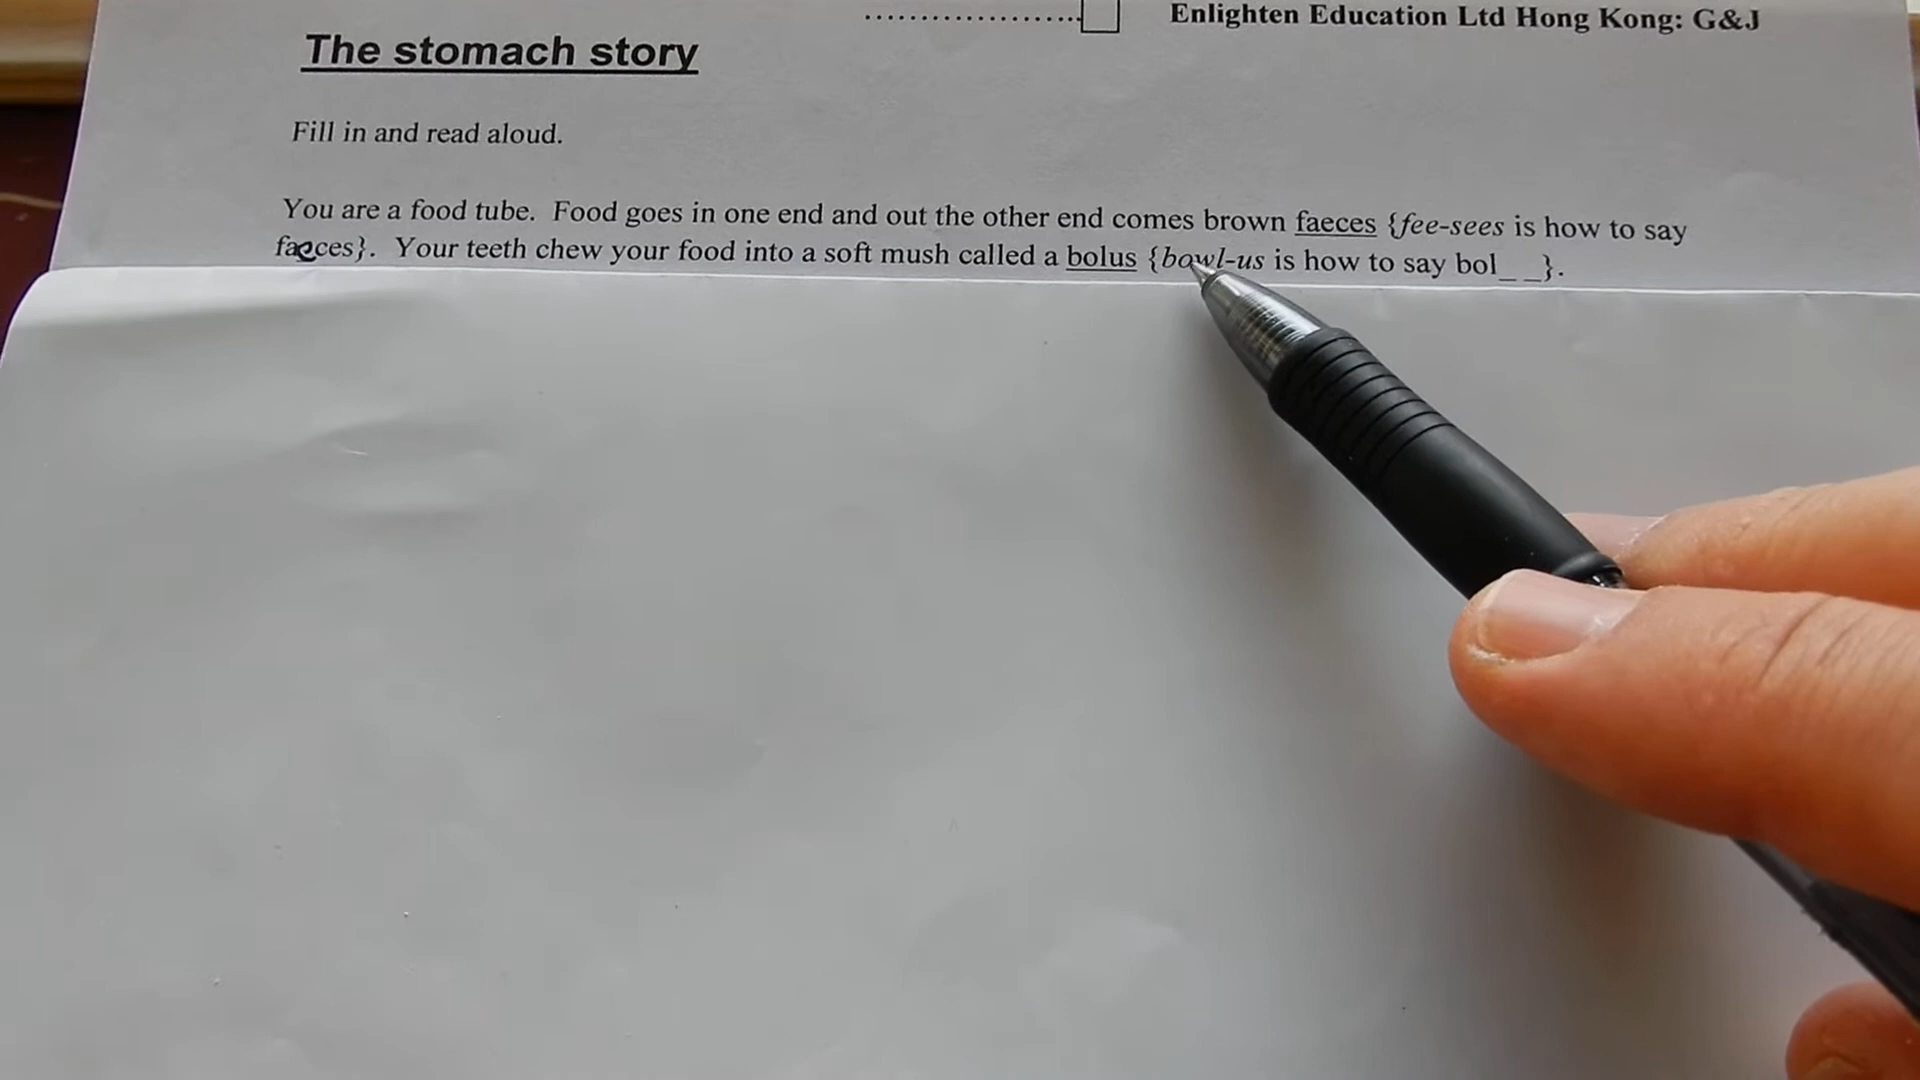 Enlighten Education Ltd Hong Kong: G&J
The stomach story
Fill in and read aloud.
You are a food tube. Food goes in one end and out the other end comes brown faeces {fee-sees is how to say
faeces}. Your teeth chew your food into a soft mush called a bolus {bowl-us is how to say bol_ _}.